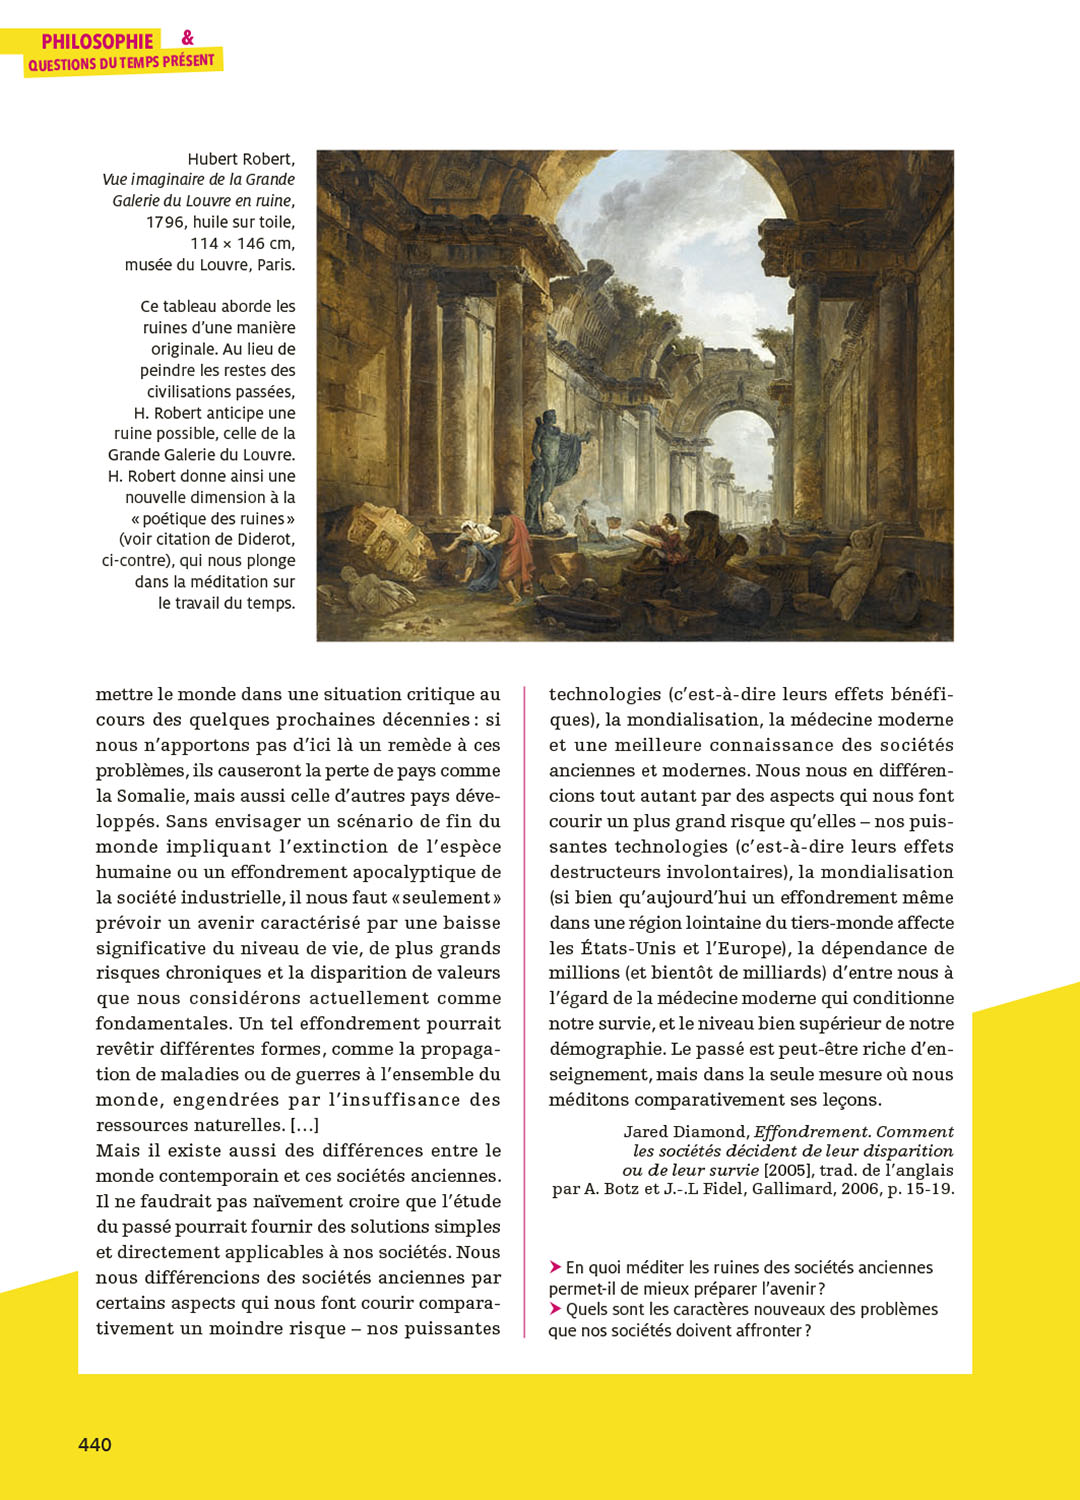 PHILOSOPHIE &
QUESTIONS DU TEMPS PRÉSENT
Hubert Robert,
Vue imaginaire de la Grande
Galerie du Louvre en ruine,
1796, huile sur toile,
114 × 146 cm,
musée du Louvre, Paris.
Ce tableau aborde les
ruines d’une manière
originale. Au lieu de
peindre les restes des
civilisations passées,
H. Robert anticipe une
ruine possible, celle de la
Grande Galerie du Louvre.
H. Robert donne ainsi une
nouvelle dimension à la
« poétique des ruines »
(voir citation de Diderot,
ci-contre), qui nous plonge
dans la méditation sur
le travail du temps.
mettre le monde dans une situation critique au
cours des quelques prochaines décennies : si
nous n’apportons pas d’ici là un remède à ces
problèmes, ils causeront la perte de pays comme
la Somalie, mais aussi celle d’autres pays déve-
loppés. Sans envisager un scénario de fin du
monde impliquant l’extinction de l’espèce
humaine ou un effondrement apocalyptique de
la société industrielle, il nous faut « seulement »
prévoir un avenir caractérisé par une baisse
significative du niveau de vie, de plus grands
risques chroniques et la disparition de valeurs
que nous considérons actuellement comme
fondamentales. Un tel effondrement pourrait
revêtir différentes formes, comme la propaga-
tion de maladies ou de guerres à l’ensemble du
monde, engendrées par l’insuffisance des
ressources naturelles. […]
Mais il existe aussi des différences entre le
monde contemporain et ces sociétés anciennes.
Il ne faudrait pas naïvement croire que l’étude
du passé pourrait fournir des solutions simples
et directement applicables à nos sociétés. Nous
nous différencions des sociétés anciennes par
certains aspects qui nous font courir compara-
tivement un moindre risque – nos puissantes
technologies (c’est-à-dire leurs effets bénéfi-
ques), la mondialisation, la médecine moderne
et une meilleure connaissance des sociétés
anciennes et modernes. Nous nous en différen-
cions tout autant par des aspects qui nous font
courir un plus grand risque qu’elles – nos puis-
santes technologies (c’est-à-dire leurs effets
destructeurs involontaires), la mondialisation
(si bien qu’aujourd’hui un effondrement même
dans une région lointaine du tiers-monde affecte
les États-Unis et l’Europe), la dépendance de
millions (et bientôt de milliards) d’entre nous à
l’égard de la médecine moderne qui conditionne
notre survie, et le niveau bien supérieur de notre
démographie. Le passé est peut-être riche d’en-
seignement, mais dans la seule mesure où nous
méditons comparativement ses leçons.
Jared Diamond, Effondrement. Comment
les sociétés décident de leur disparition
ou de leur survie [2005], trad. de l’anglais
par A. Botz et J.-.L Fidel, Gallimard, 2006, p. 15-19.
➤ En quoi méditer les ruines des sociétés anciennes
permet-il de mieux préparer l’avenir ?
➤ Quels sont les caractères nouveaux des problèmes
que nos sociétés doivent affronter ?
440